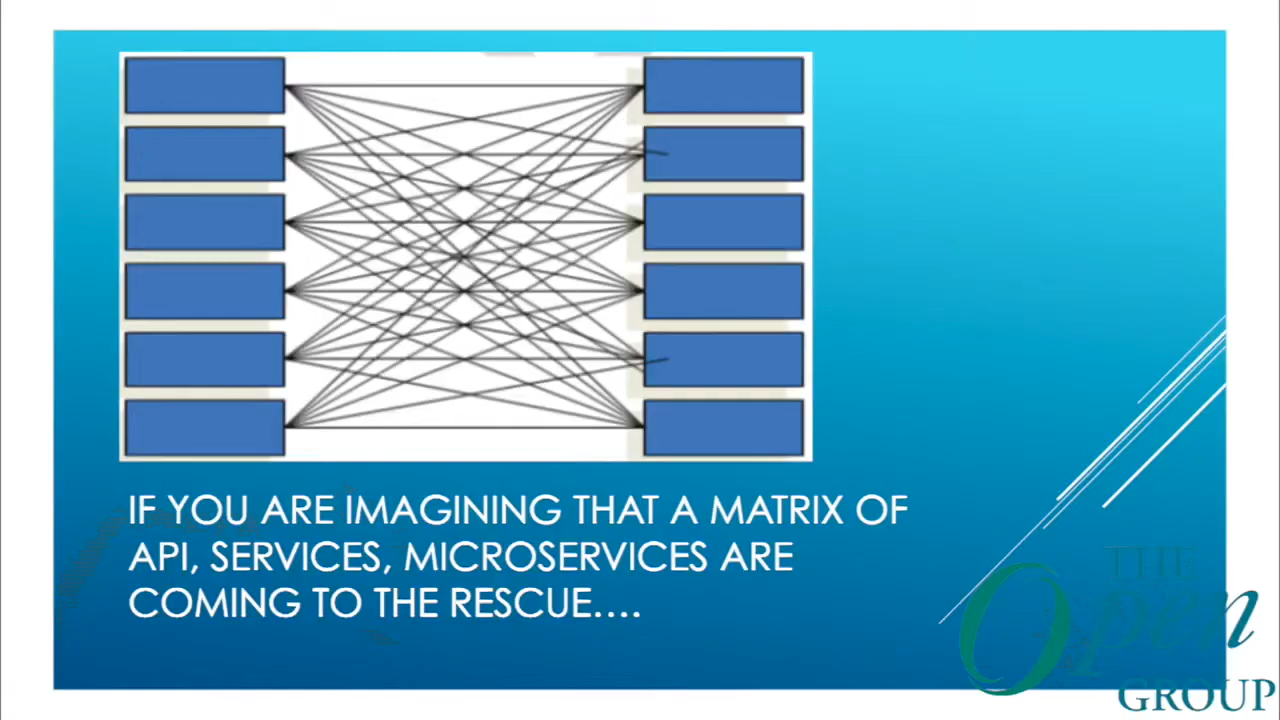 IF YOU ARE IMAGINING THAT A MATRIX OF
API, SERVICES, MICROSERVICES ARE
COMING TO THE RESCUE….
THE
Open
GROUP